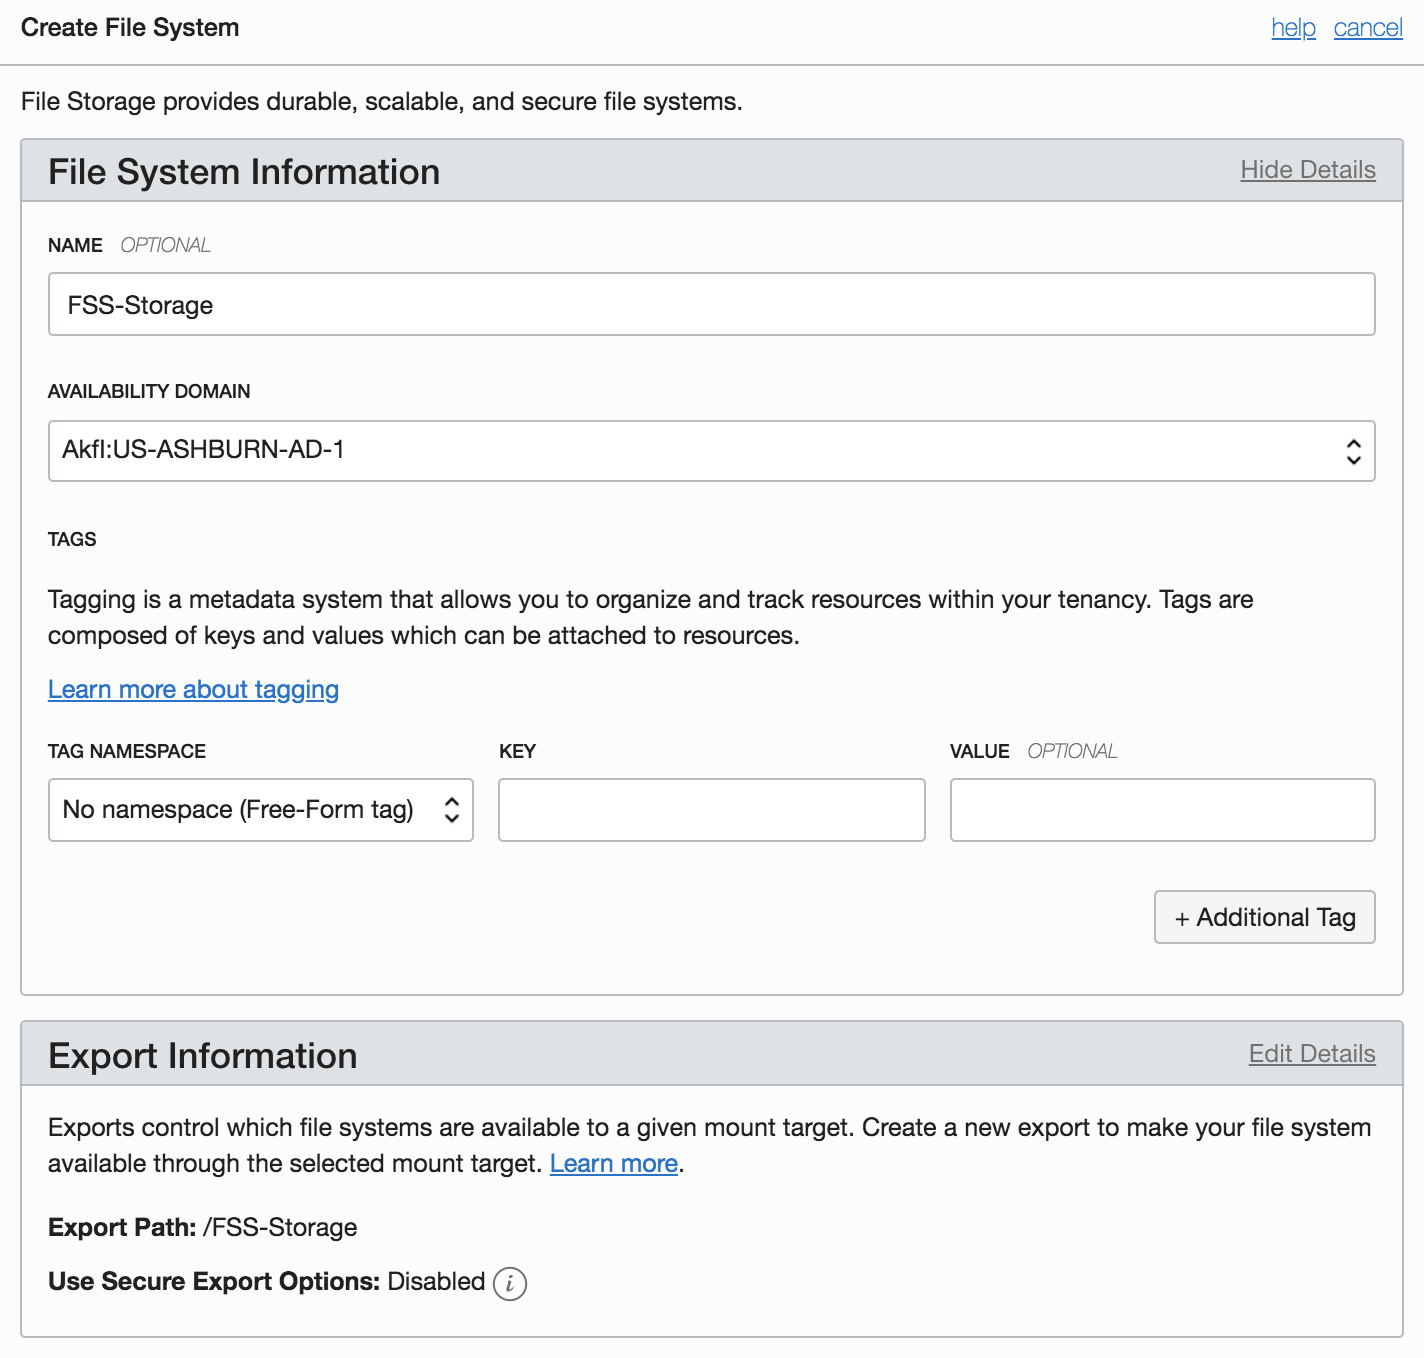 Create File System help cancel
File Storage provides durable, scalable, and secure file systems.
File System Information Hide Details
NAME OPTIONAL
FSS-Storage
AVAILABILITY DOMAIN
Akfl:US-ASHBURN-AD-1
TAGS
Tagging is a metadata system that allows you to organize and track resources within your tenancy. Tags are
composed of keys and values which can be attached to resources.
Learn more about tagging
TAG NAMESPACE KEY VALUE OPTIONAL
No namespace (Free-Form tag)
+ Additional Tag
Export Information Edit Details
Exports control which file systems are available to a given mount target. Create a new export to make your file system
available through the selected mount target. Learn more.
Export Path: /FSS-Storage
Use Secure Export Options: Disabled i